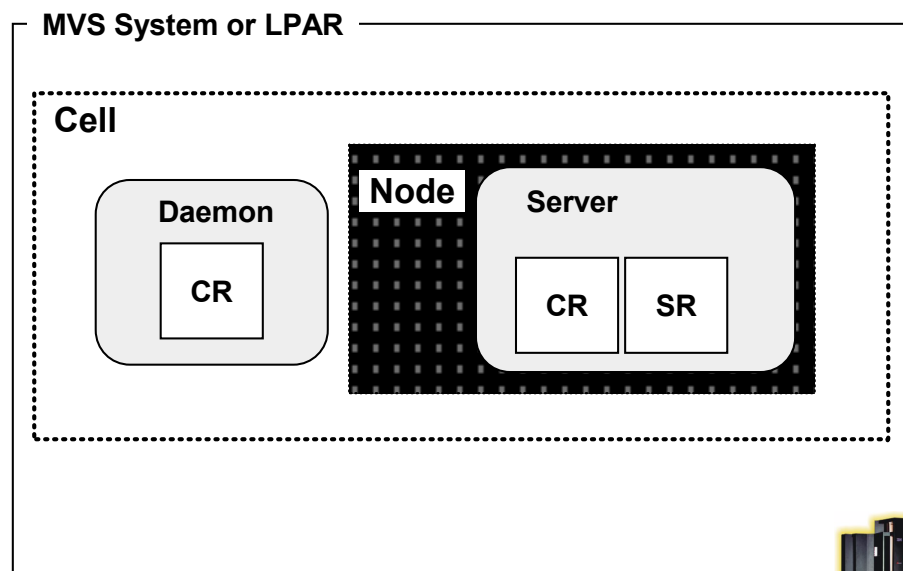 MVS System or LPAR
Cell
Daemon
CR
Node
Server
CR
SR